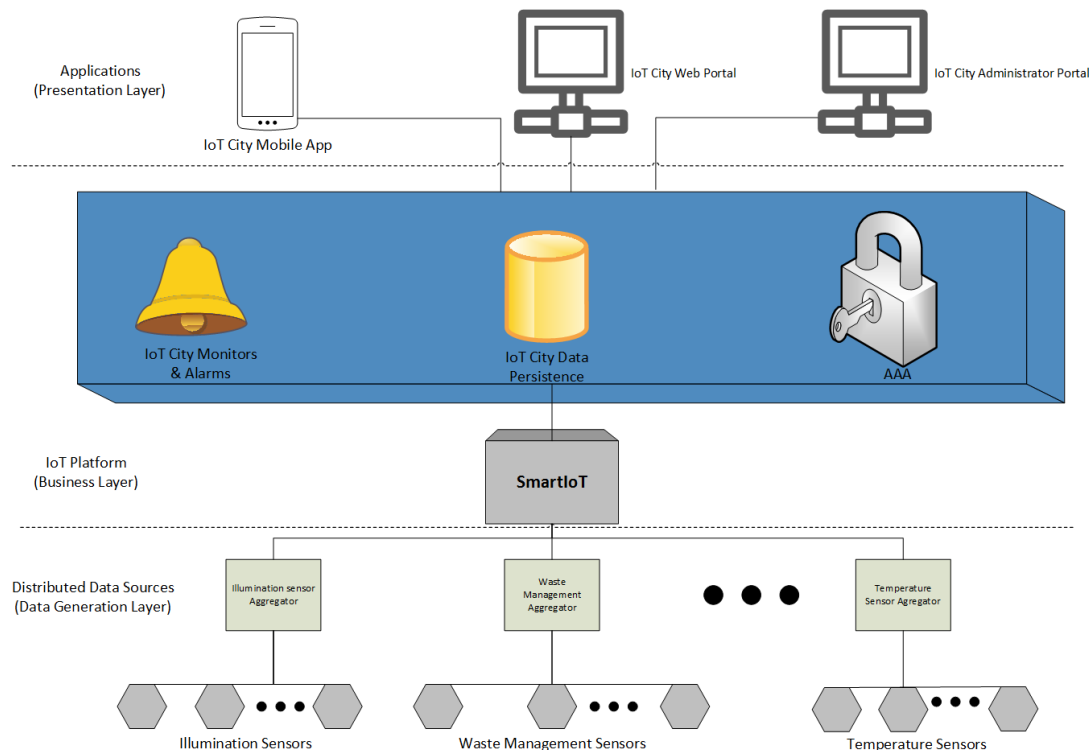 Applications
(Presentation Layer)
IoT City Mobile App
IoT City Web Portal
IoT City Administrator Portal
IoT City Monitors
& Alarms
IoT City Data
Persistence
AAA
IoT Platform
(Business Layer)
SmartIoT
Distributed Data Sources
(Data Generation Layer)
Illumination sensor
Aggregator
Waste
Management
Aggregator
Temperature
Sensor Agregator
Illumination Sensors
Waste Management Sensors
Temperature Sensors